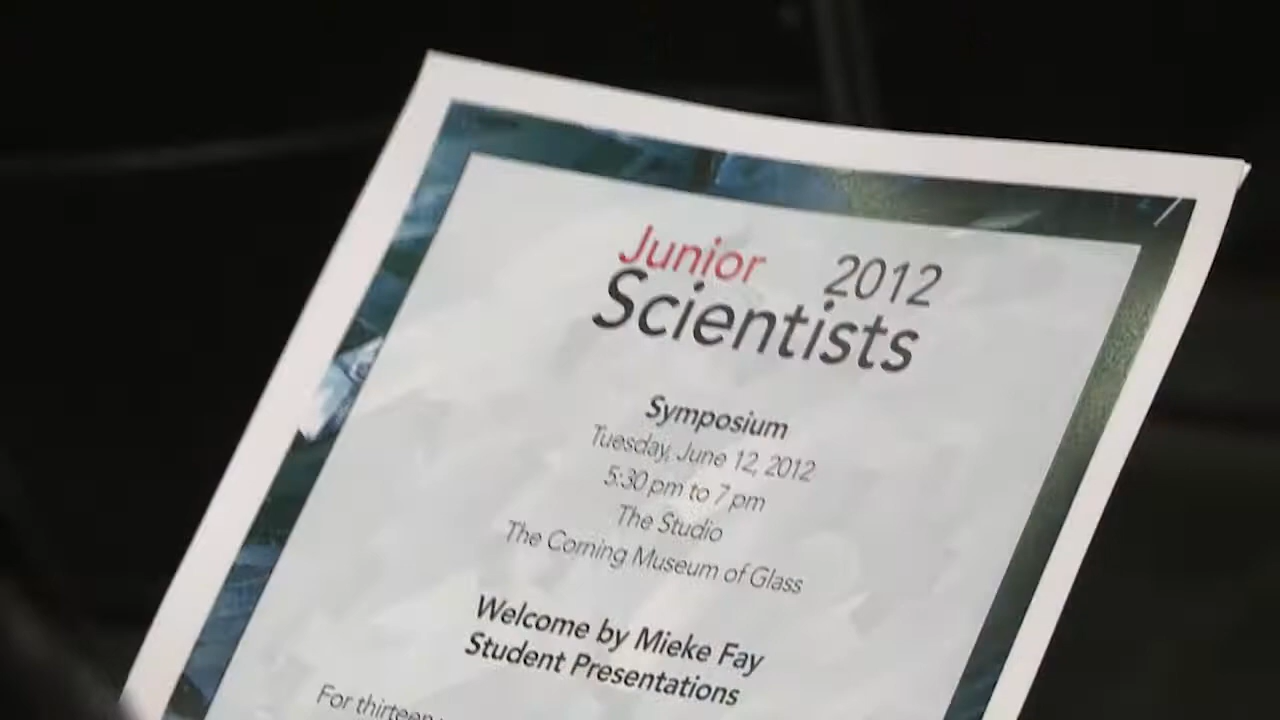 Junior 2012
Scientists
Symposium
Tuesday, June 12, 2012
5:30 pm to 7 pm
The Studio
The Corning Museum of Glass
Welcome by Mieke Fay
Student Presentations
For thirteen